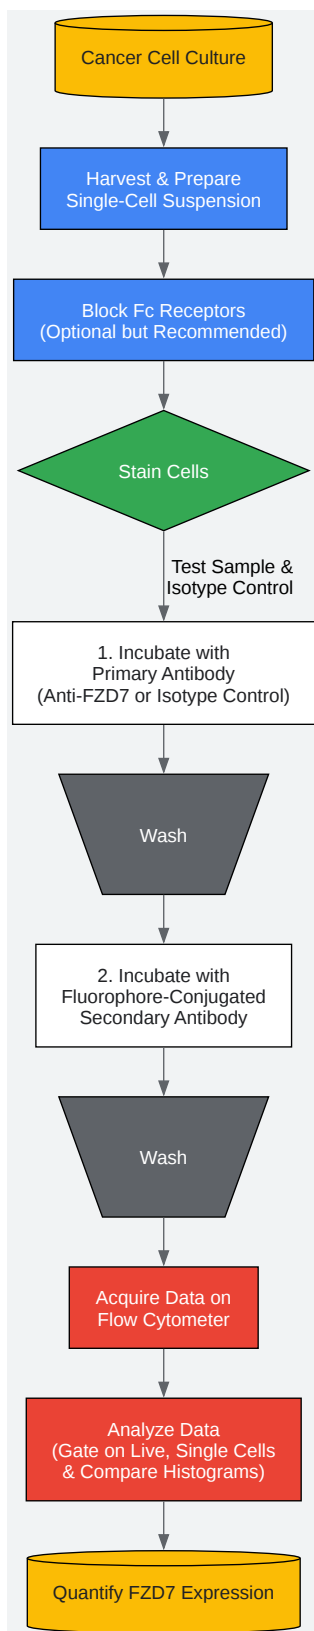 Cancer Cell Culture
Harvest & Prepare
Single-Cell Suspension
Block Fc Receptors
(Optional but Recommended)
Stain Cells
Test Sample &
Isotype Control
1. Incubate with
Primary Antibody
(Anti-FZD7 or Isotype Control)
Wash
2. Incubate with
Fluorophore-Conjugated
Secondary Antibody
Wash
Acquire Data on
Flow Cytometer
Analyze Data
(Gate on Live, Single Cells
& Compare Histograms)
Quantify FZD7 Expression